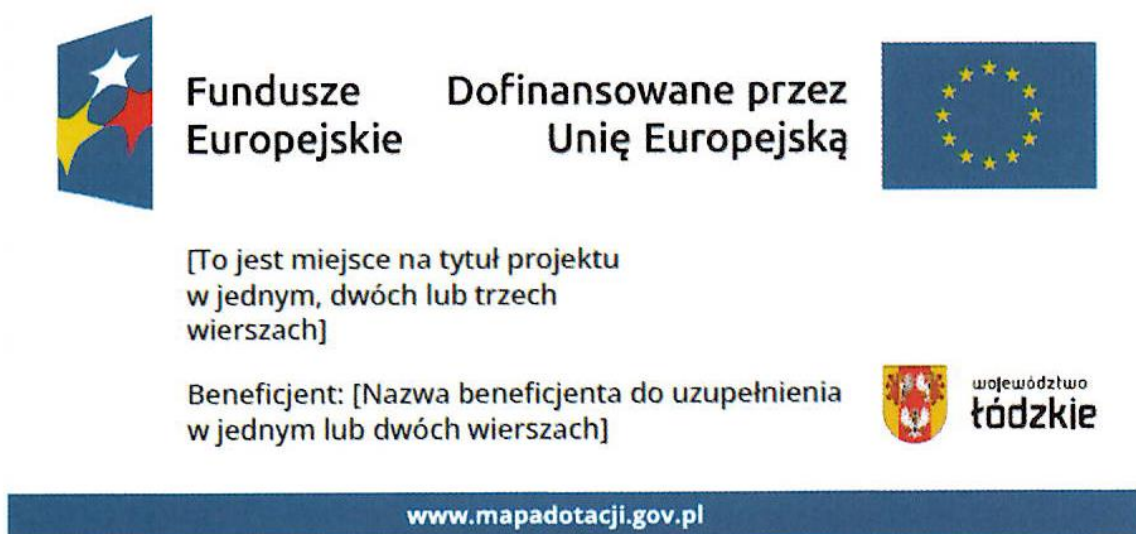 Fundusze
Europejskie
Dofinansowane przez
Unię Europejską
[To jest miejsce na tytuł projektu
w jednym, dwóch lub trzech
wierszach]
Beneficjent: [Nazwa beneficjenta do uzupełnienia
w jednym lub dwóch wierszach]
województwo
łódzkie
www.mapadotacji.gov.pl